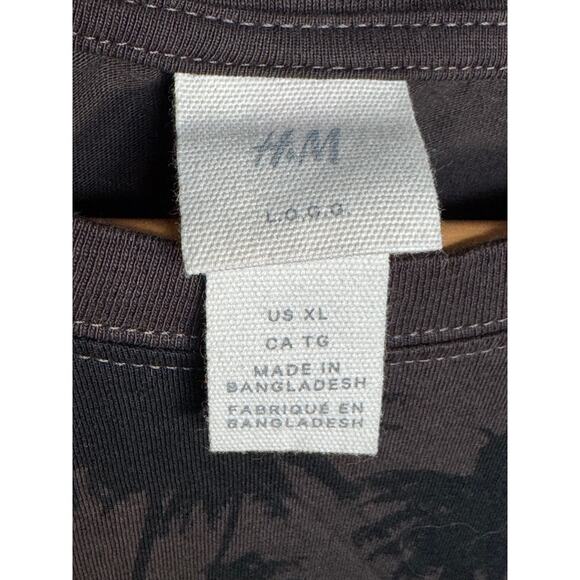 H&M
L.O.G.G.
US XL
CA TG
MADE IN
BANGLADESH
FABRIQUÉ EN
BANGLADESH